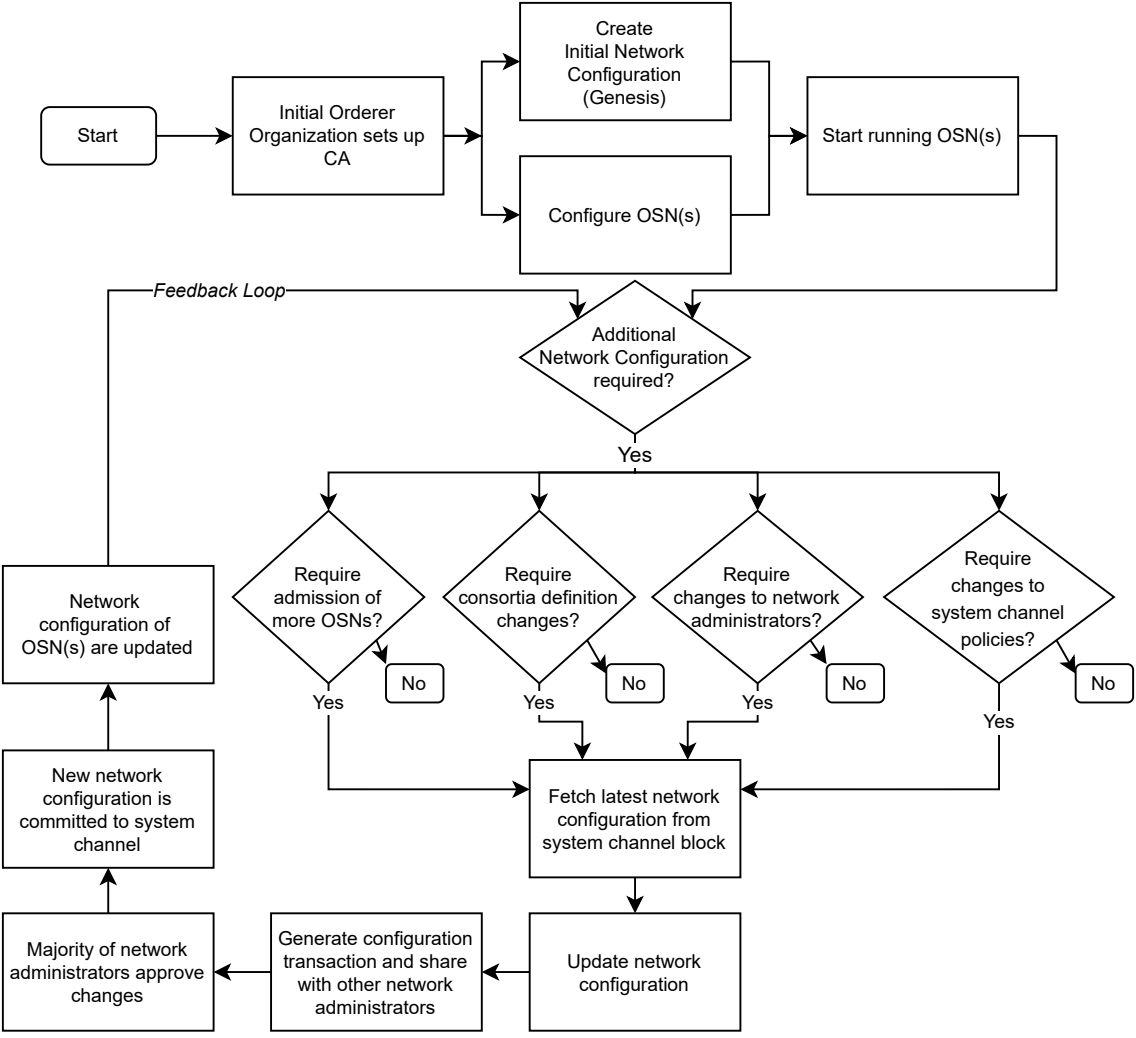 Create
Initial Network
Configuration
(Genesis)
Start
Initial Orderer
Organization sets up
CA
Start running OSN(s)
Configure OSN(s)
Feedback Loop
Additional
Network Configuration
required?
Yes
Require
admission of
more OSNs?
Require
consortia definition
changes?
Require
changes to network
administrators?
Require
changes to
system channel
policies?
No
No
No
No
Yes
Yes
Yes
Yes
Network
configuration of
OSN(s) are updated
New network
configuration is
committed to system
channel
Fetch latest network
configuration from
system channel block
Majority of network
administrators approve
changes
Generate configuration
transaction and share
with other network
administrators
Update network
configuration